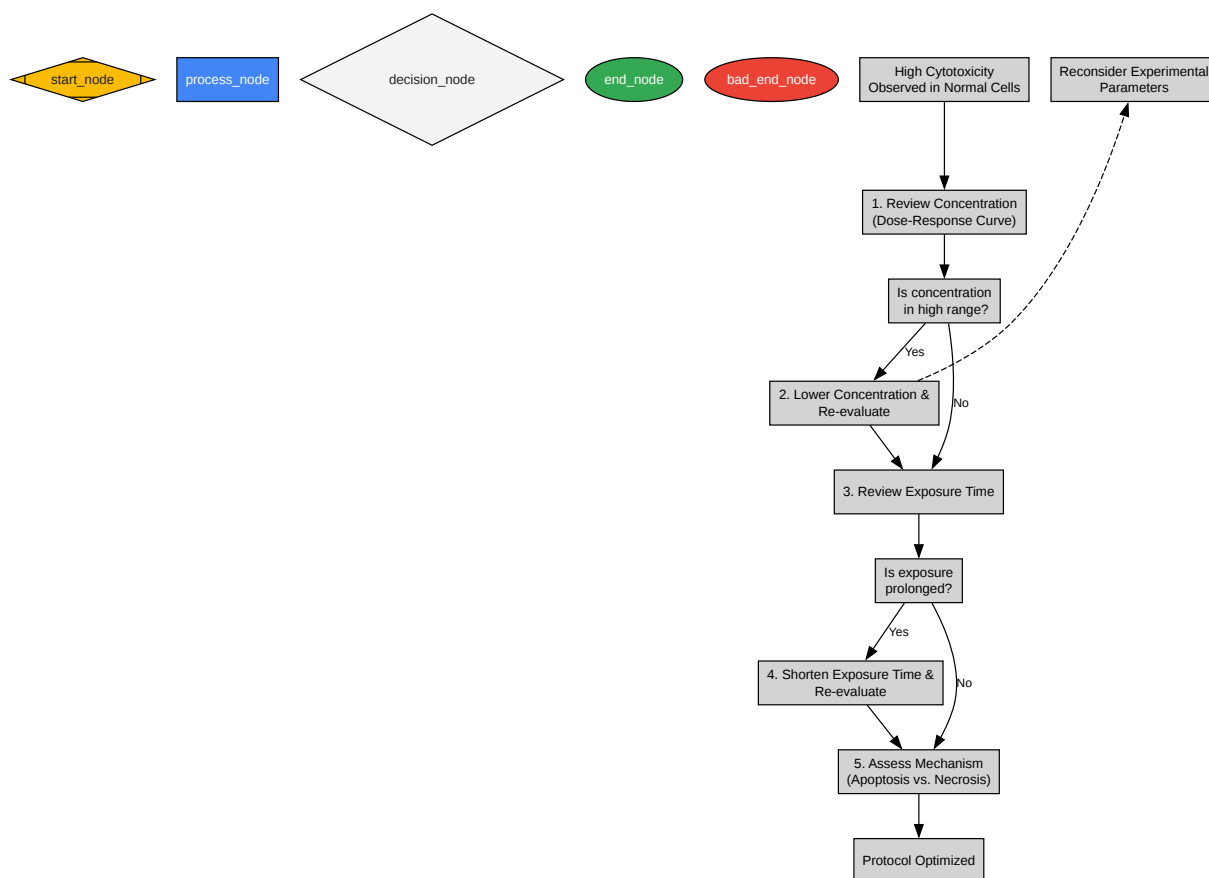 start_node
process_node
decision_node
end_node
bad_end_node
High Cytotoxicity
Observed in Normal Cells
Reconsider Experimental
Parameters
1. Review Concentration
(Dose-Response Curve)
Is concentration
in high range?
Yes
2. Lower Concentration &
Re-evaluate
No
3. Review Exposure Time
Is exposure
prolonged?
Yes
4. Shorten Exposure Time &
Re-evaluate
No
5. Assess Mechanism
(Apoptosis vs. Necrosis)
Protocol Optimized